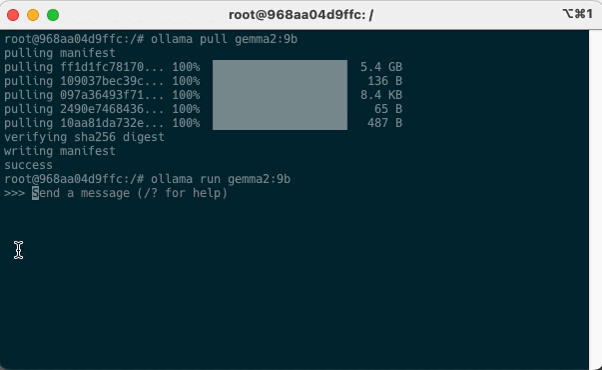 root@968aa04d9ffc: /
⌥⌘1
root@968aa04d9ffc:/# ollama pull gemma2:9b
pulling manifest
pulling ff1d1fc78170... 100% 5.4 GB
pulling 109037bec39c... 100% 136 B
pulling 097a36493f71... 100% 8.4 KB
pulling 2490e7468436... 100% 65 B
pulling 10aa81da732e... 100% 487 B
verifying sha256 digest
writing manifest
success
root@968aa04d9ffc:/# ollama run gemma2:9b
>>> Send a message (/? for help)